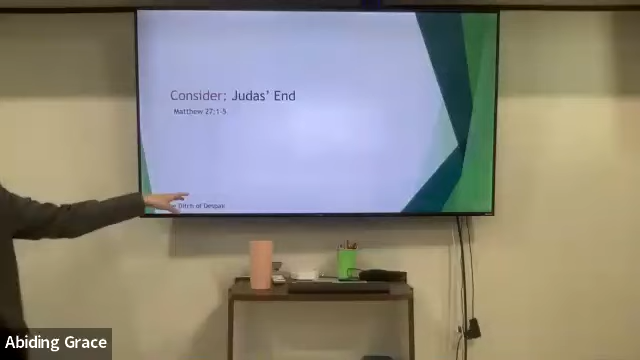 Consider: Judas' End
Matthew 27:1-5
Ditch of Despair
Abiding Grace